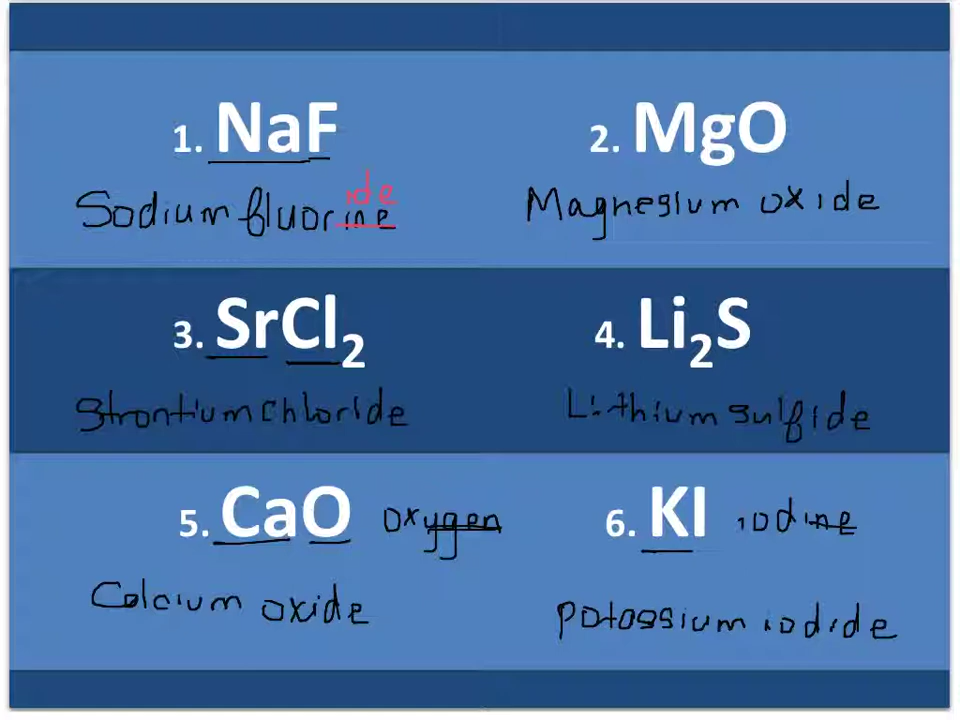 1. NaF
Sodium fluorine
ide
2. MgO
Magnesium oxide
3. SrCl₂
Strontium chloride
4. Li₂S
Lithium sulfide
5. CaO oxygen
Calcium oxide
6. KI iodine
Potassium iodide